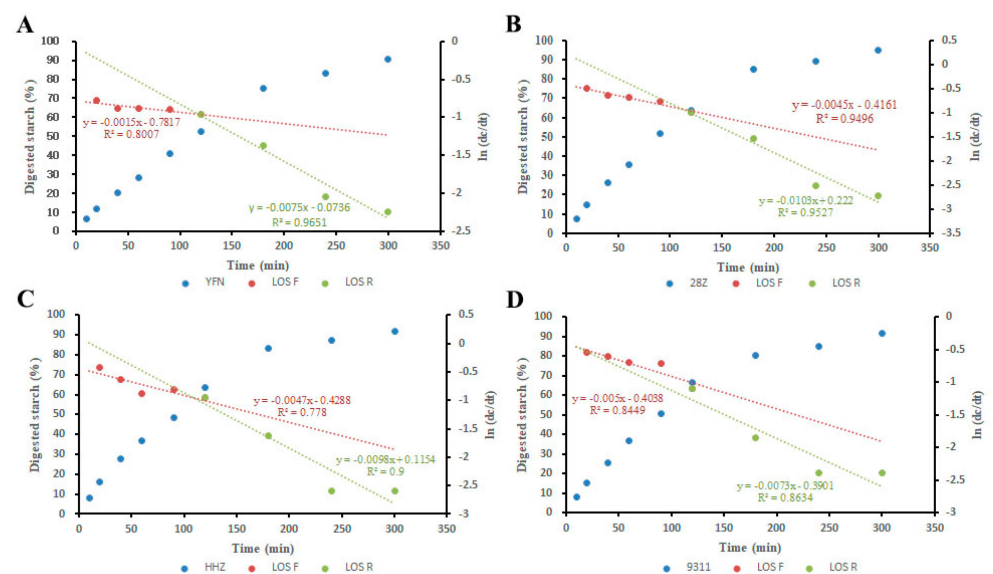 A
Digested starch (%)
100
90
80
70
60
50
40
30
20
10
0
0
-0.5
-1
-1.5
-2
-2.5
ln (dc/dt)
y = -0.0015x - 0.7817
R² = 0.8007
y = -0.0075x - 0.0736
R² = 0.9651
0 50 100 150 200 250 300 350
Time (min)
YFN LOS F LOS R
B
Digested starch (%)
100
90
80
70
60
50
40
30
20
10
0
0.5
0
-0.5
-1
-1.5
-2
-2.5
-3
-3.5
ln (dc/dt)
y = -0.0045x - 0.4161
R² = 0.9496
y = -0.0103x + 0.222
R² = 0.9527
0 50 100 150 200 250 300 350
Time (min)
28Z LOS F LOS R
C
Digested starch (%)
100
90
80
70
60
50
40
30
20
10
0
0.5
0
-0.5
-1
-1.5
-2
-2.5
-3
ln (dc/dt)
y = -0.0047x - 0.4288
R² = 0.778
y = -0.0098x + 0.1154
R² = 0.9
0 50 100 150 200 250 300 350
Time (min)
HHZ LOS F LOS R
D
Digested starch (%)
100
90
80
70
60
50
40
30
20
10
0
0
-0.5
-1
-1.5
-2
-2.5
-3
ln (dc/dt)
y = -0.005x - 0.4038
R² = 0.8449
y = -0.0073x - 0.3901
R² = 0.8634
0 50 100 150 200 250 300 350
Time (min)
9311 LOS F LOS R